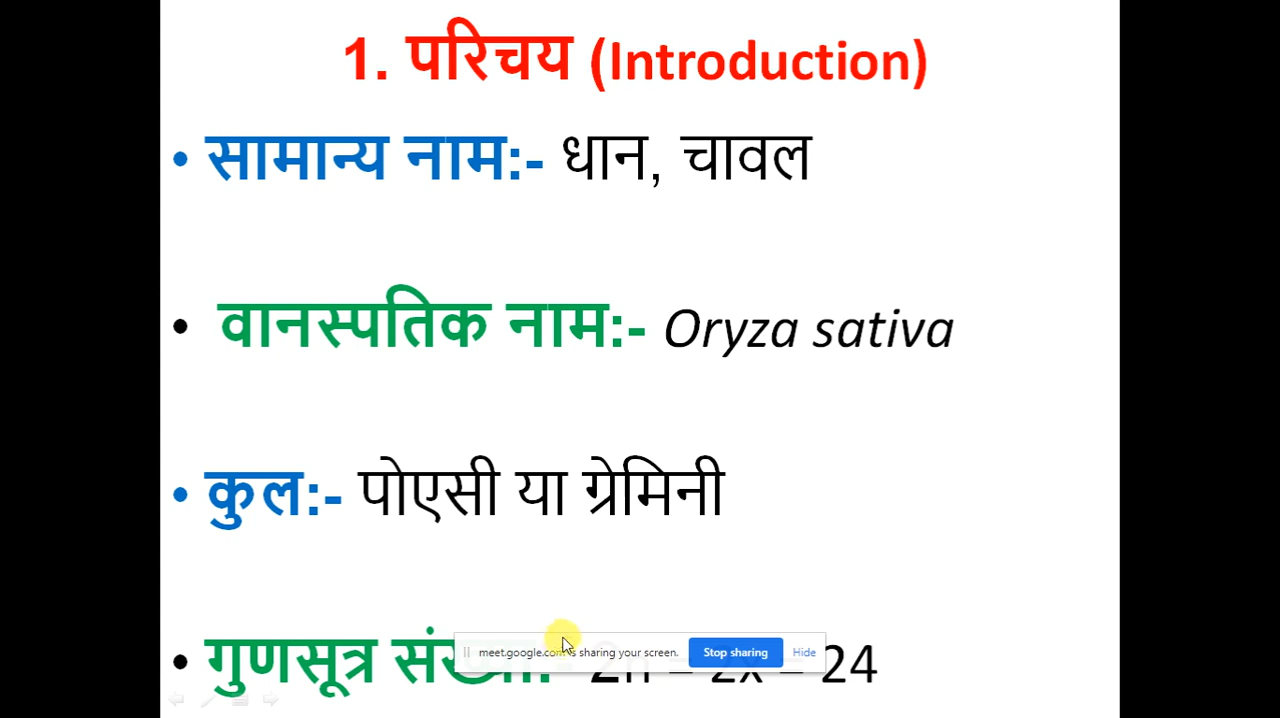 1. परिचय (Introduction)
• सामान्य नाम:- धान, चावल
• वानस्पतिक नाम:- Oryza sativa
• कुल:- पोएसी या ग्रेमिनी
• गुणसूत्र संख्या:- 2n = 2x = 24
meet.google.com is sharing your screen. Stop sharing Hide